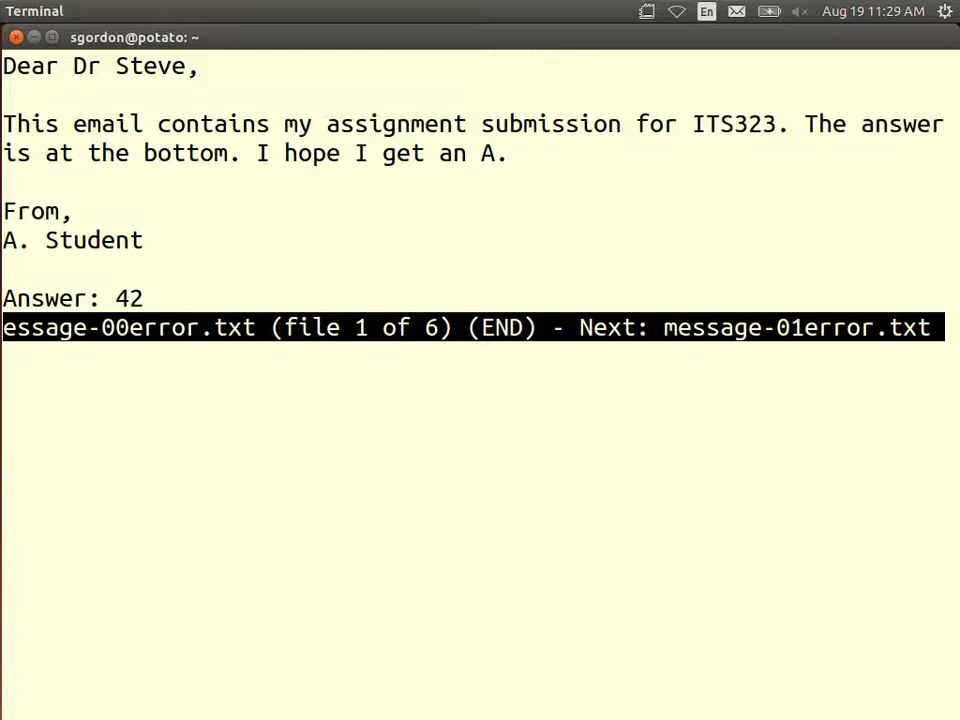 Terminal
En
Aug 19 11:29 AM
sgordon@potato: ~
Dear Dr Steve,
This email contains my assignment submission for ITS323. The answer
is at the bottom. I hope I get an A.
From,
A. Student
Answer: 42
essage-00error.txt (file 1 of 6) (END) - Next: message-01error.txt